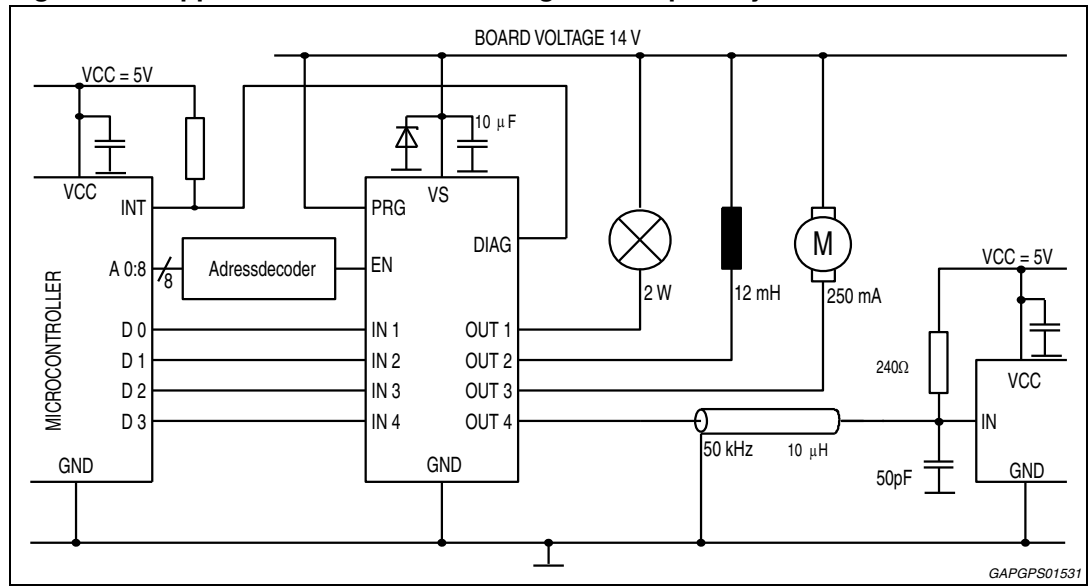 BOARD VOLTAGE 14 V
VCC = 5V
10 μF
VCC
VS
INT
PRG
DIAG
A 0:8
8
Adressdecoder
EN
MICROCONTROLLER
D 0
IN 1
OUT 1
D 1
IN 2
OUT 2
D 2
IN 3
OUT 3
D 3
IN 4
OUT 4
GND
GND
2 W
12 mH
M
250 mA
50 kHz
10 μH
VCC = 5V
240Ω
VCC
IN
50pF
GND
GAPGPS01531